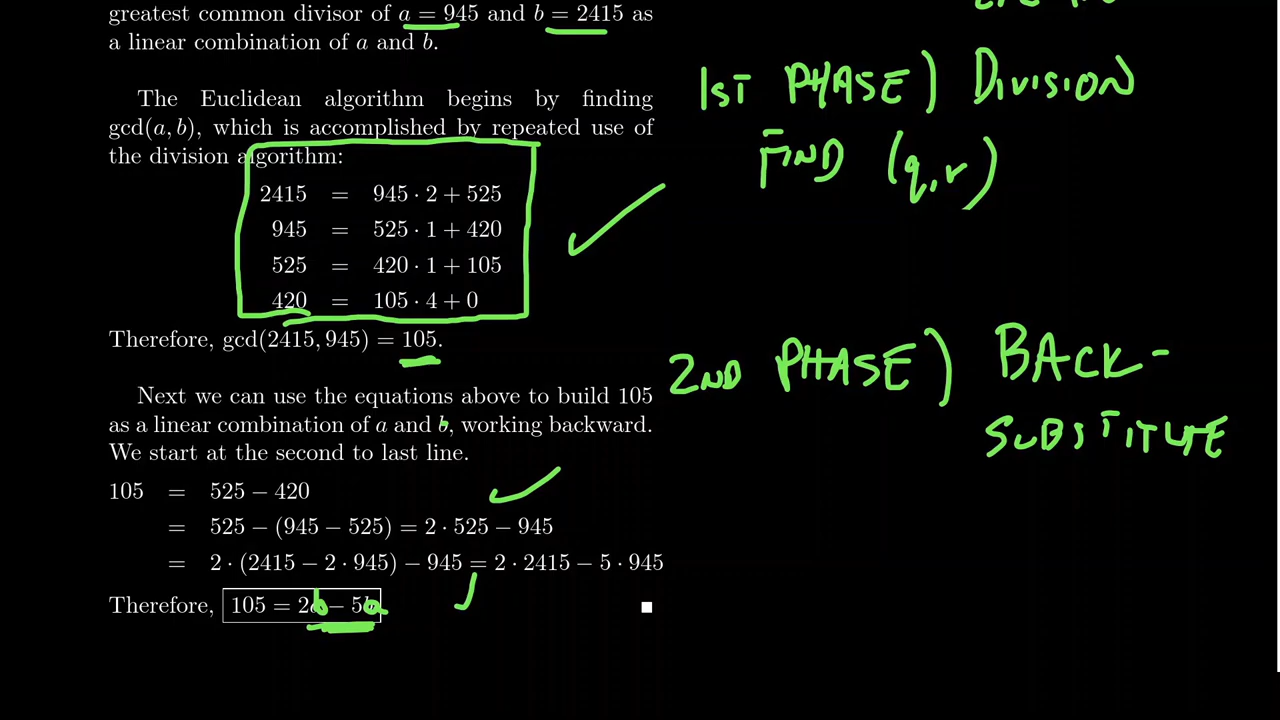 greatest common divisor of a = 945 and b = 2415 as
a linear combination of a and b.
The Euclidean algorithm begins by finding
gcd(a, b), which is accomplished by repeated use of
the division algorithm:
2415 = 945 · 2 + 525
945 = 525 · 1 + 420
525 = 420 · 1 + 105
420 = 105 · 4 + 0
Therefore, gcd(2415, 945) = 105.
Next we can use the equations above to build 105
as a linear combination of a and b, working backward.
We start at the second to last line.
105 = 525 − 420
= 525 − (945 − 525) = 2 · 525 − 945
= 2 · (2415 − 2 · 945) − 945 = 2 · 2415 − 5 · 945
Therefore, 105 = 2b − 5a
1ST PHASE) DIVISION
FIND (q,r)
2ND PHASE) BACK-
SUBSTITUTE